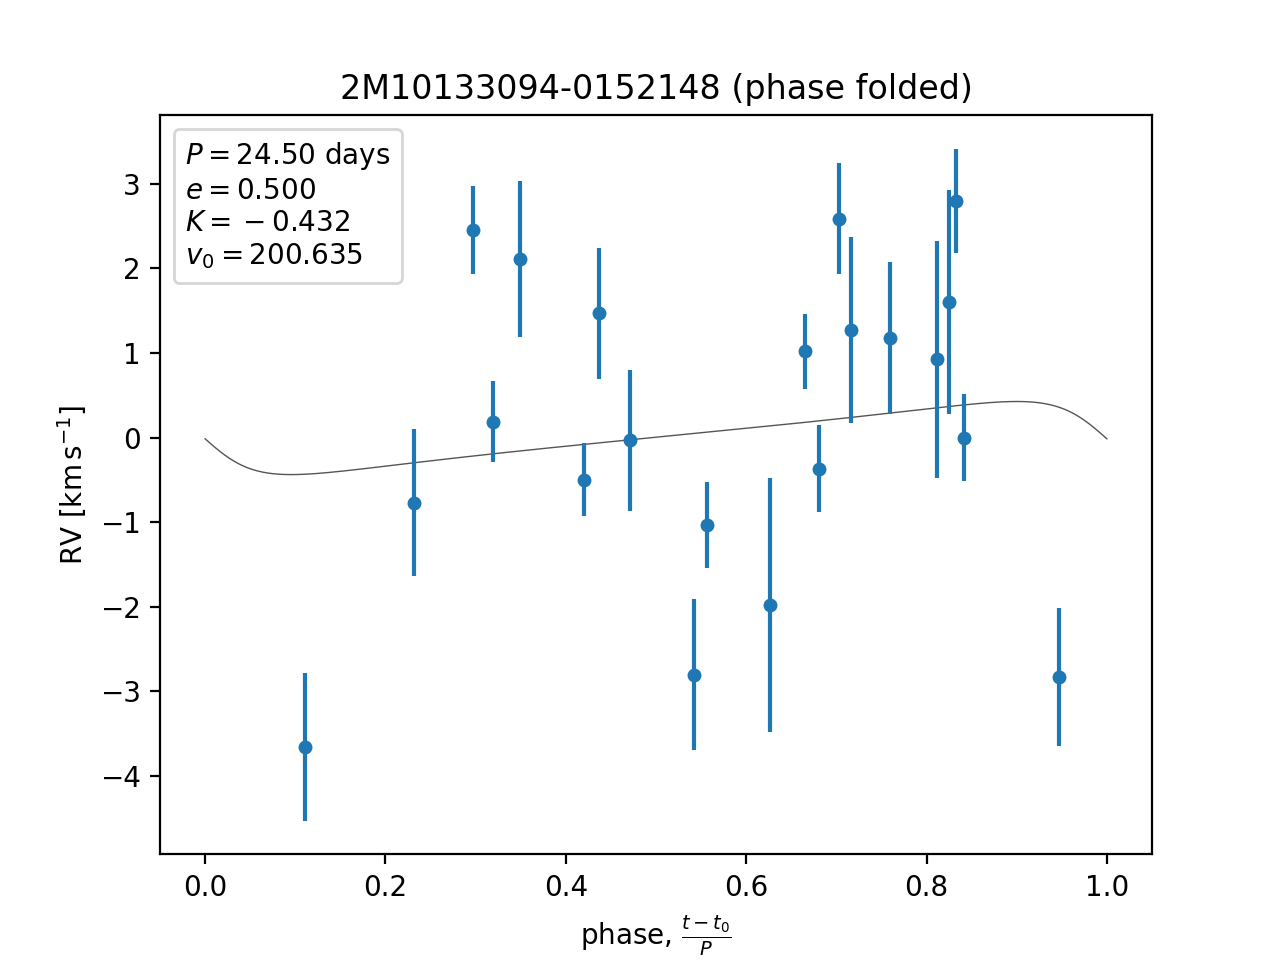 2M10133094-0152148 (phase folded)
P = 24.50 days
e = 0.500
K = −0.432
v₀ = 200.635
3
2
1
0
−1
−2
−3
−4
RV [km s⁻¹]
0.0 0.2 0.4 0.6 0.8 1.0
phase, (t − t₀)/P